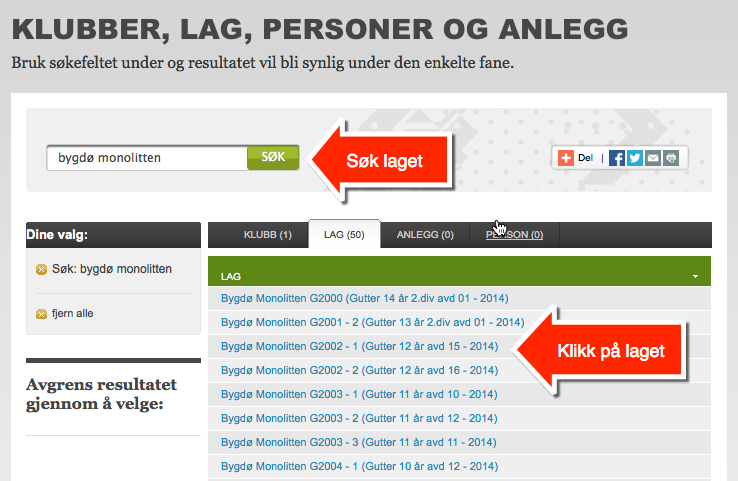 KLUBBER, LAG, PERSONER OG ANLEGG
Bruk søkefeltet under og resultatet vil bli synlig under den enkelte fane.
bygdø monolitten
SØK
Søk laget
Del |
Dine valg:
Søk: bygdø monolitten
fjern alle
Avgrens resultatet
gjennom å velge:
KLUBB (1) LAG (50) ANLEGG (0) PERSON (0)
LAG
Bygdø Monolitten G2000 (Gutter 14 år 2.div avd 01 - 2014)
Bygdø Monolitten G2001 - 2 (Gutter 13 år 2.div avd 01 - 2014)
Bygdø Monolitten G2002 - 1 (Gutter 12 år avd 15 - 2014)
Bygdø Monolitten G2002 - 2 (Gutter 12 år avd 16 - 2014)
Bygdø Monolitten G2003 - 1 (Gutter 11 år avd 10 - 2014)
Bygdø Monolitten G2003 - 2 (Gutter 11 år avd 12 - 2014)
Bygdø Monolitten G2003 - 3 (Gutter 11 år avd 11 - 2014)
Bygdø Monolitten G2004 - 1 (Gutter 10 år avd 12 - 2014)
Klikk på laget